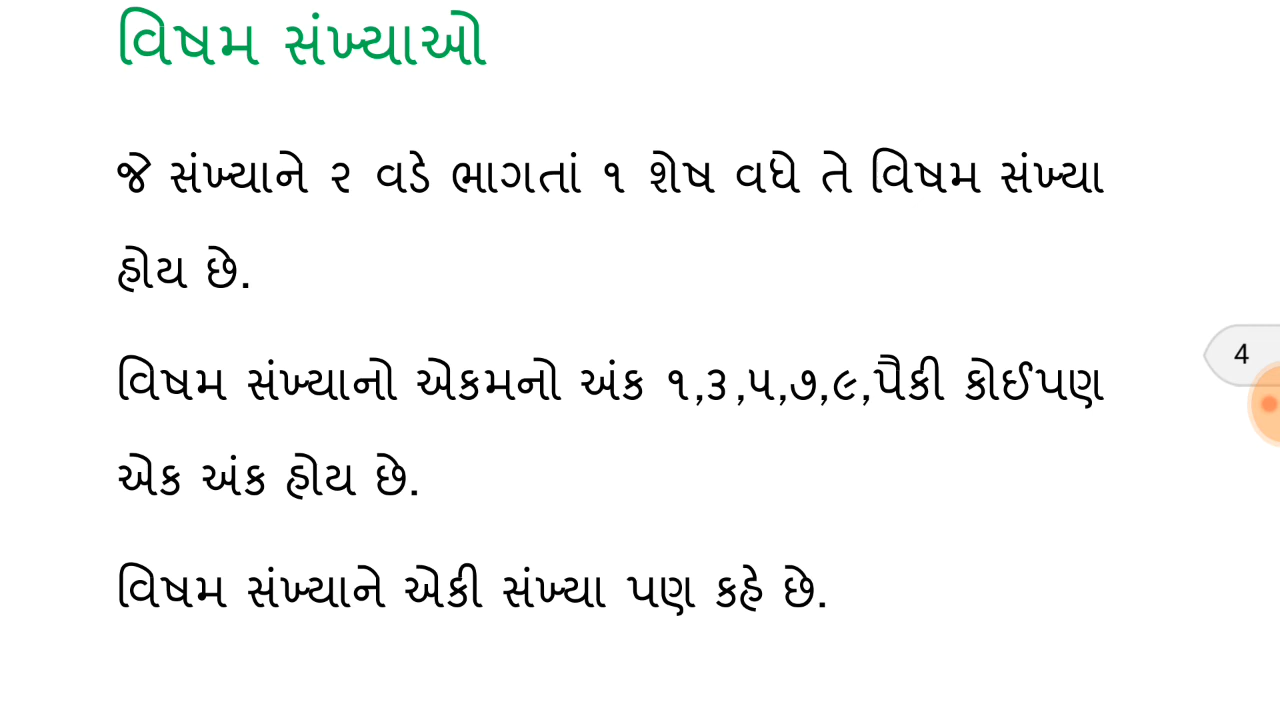 વિષમ સંખ્યાઓ
જે સંખ્યાને ૨ વડે ભાગતાં ૧ શેષ વધે તે વિષમ સંખ્યા
હોય છે.
વિષમ સંખ્યાનો એકમનો અંક ૧,૩,૫,૭,૯,પૈકી કોઈપણ
એક અંક હોય છે.
વિષમ સંખ્યાને એકી સંખ્યા પણ કહે છે.
4